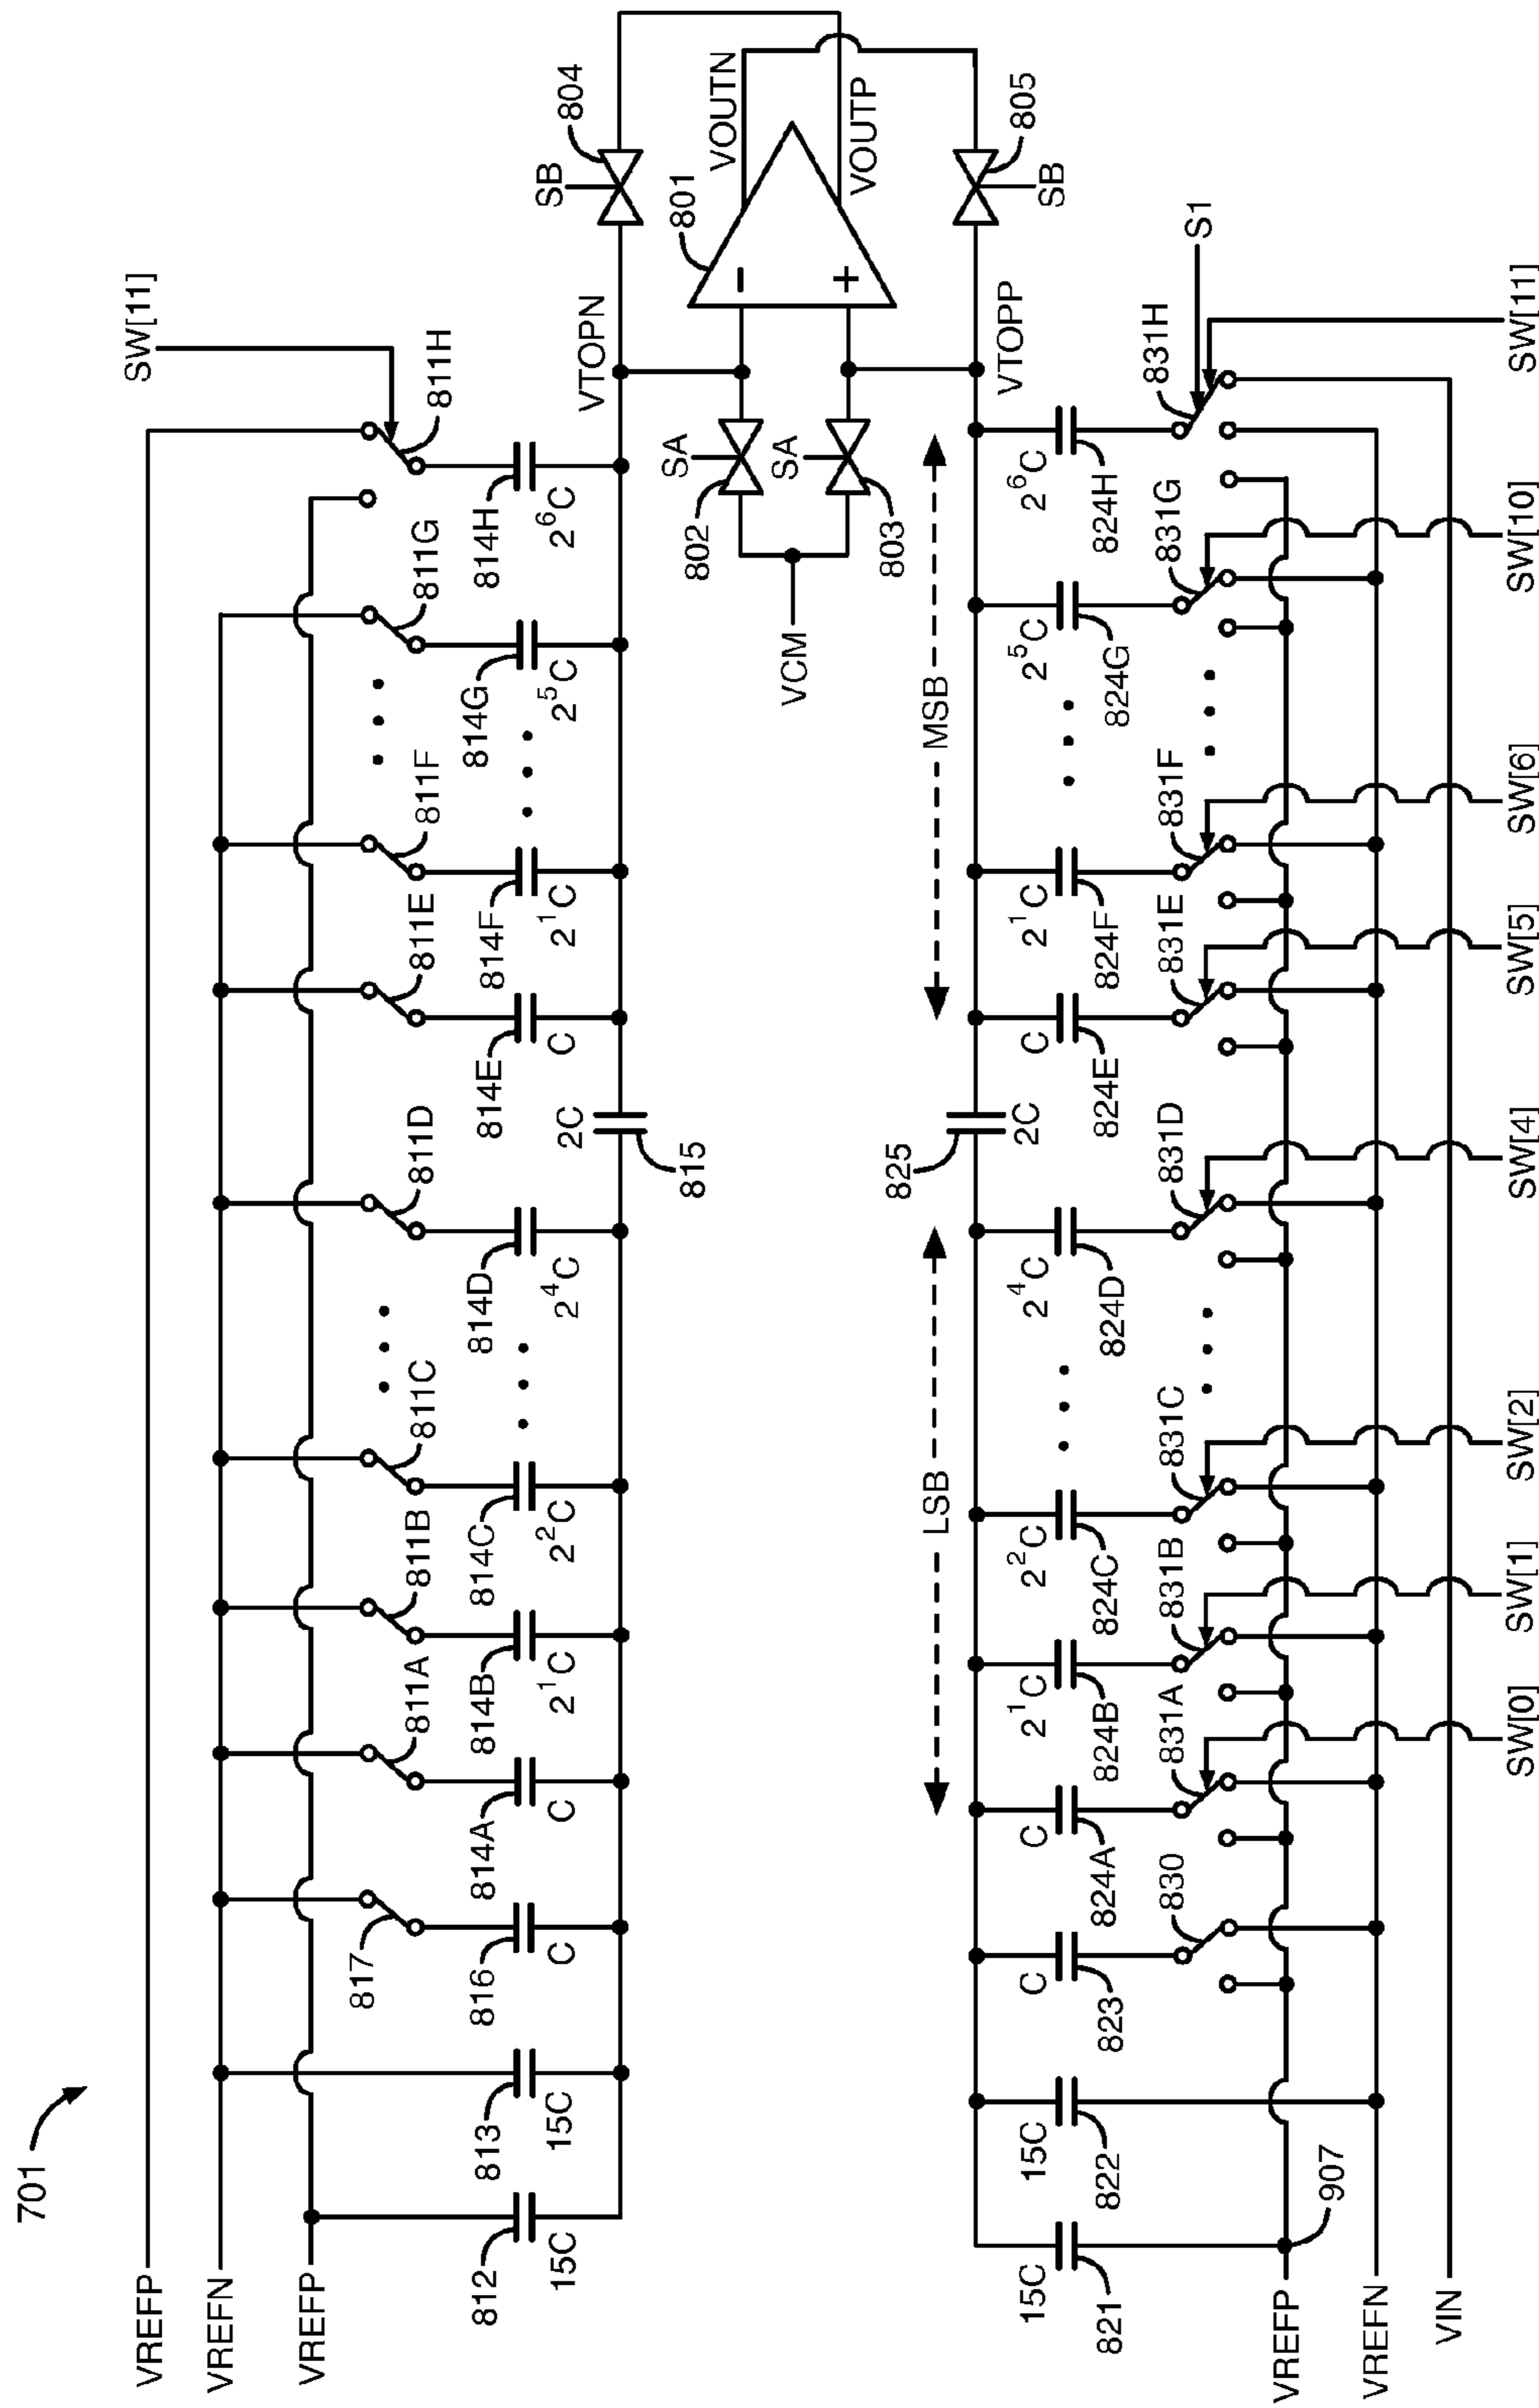 701
VREFP
VREFN
VREFP
SW[11]
817
811A
811B
811C
811D
811E
811F
811G
811H
812
813
816
814A
814B
814C
814D
814E
814F
814G
814H
15C
15C
C
C
2^1C
2^2C
2^4C
2C
C
2^1C
2^5C
2^6C
815
VTOPN
SB
804
801
VOUTN
VOUTP
SA
SA
802
803
VCM
−
+
805
SB
VTOPP
LSB
MSB
825
2C
15C
15C
C
C
2^1C
2^2C
2^4C
C
2^1C
2^5C
2^6C
821
822
823
824A
824B
824C
824D
824E
824F
824G
824H
830
831A
831B
831C
831D
831E
831F
831G
831H
S1
907
VREFP
VREFN
VIN
SW[0]
SW[1]
SW[2]
SW[4]
SW[5]
SW[6]
SW[10]
SW[11]